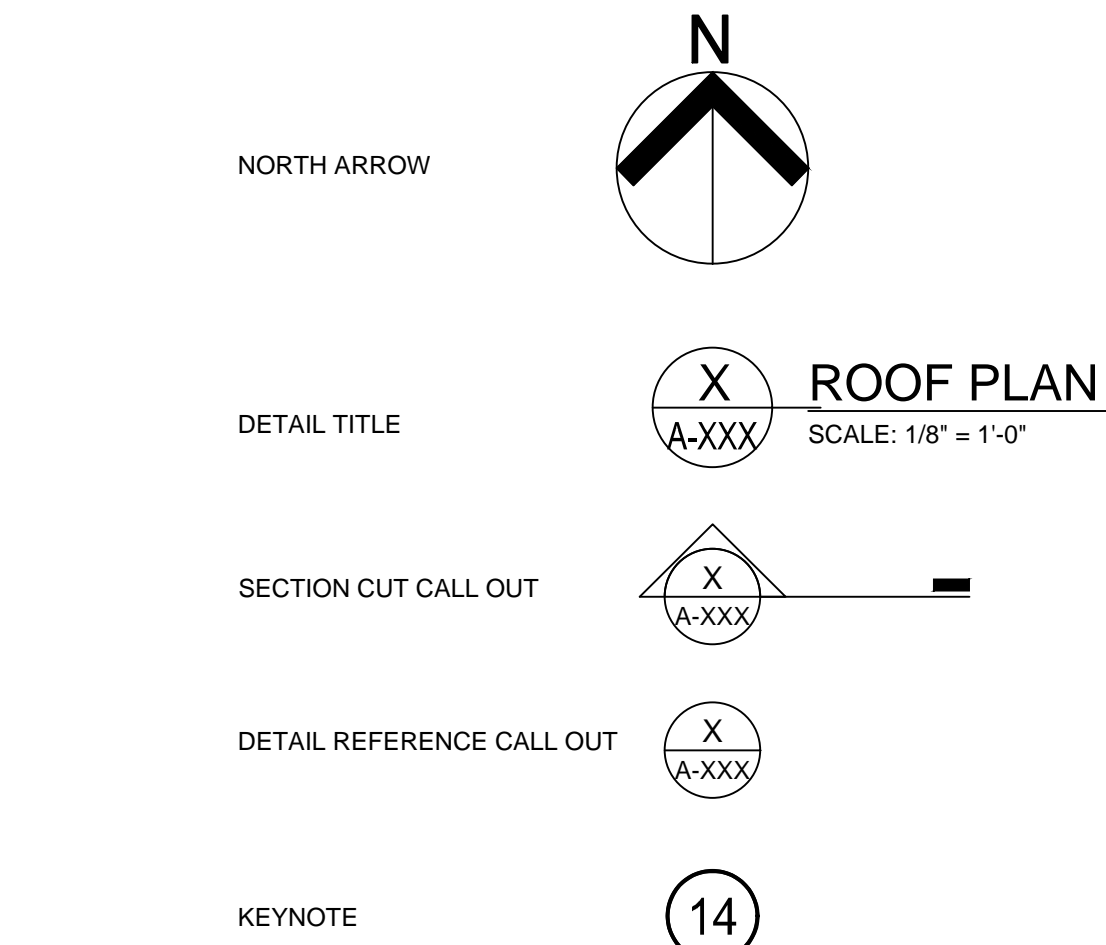 N
NORTH ARROW
DETAIL TITLE
X
A-XXX
ROOF PLAN
SCALE: 1/8" = 1'-0"
SECTION CUT CALL OUT
X
A-XXX
DETAIL REFERENCE CALL OUT
X
A-XXX
KEYNOTE
14